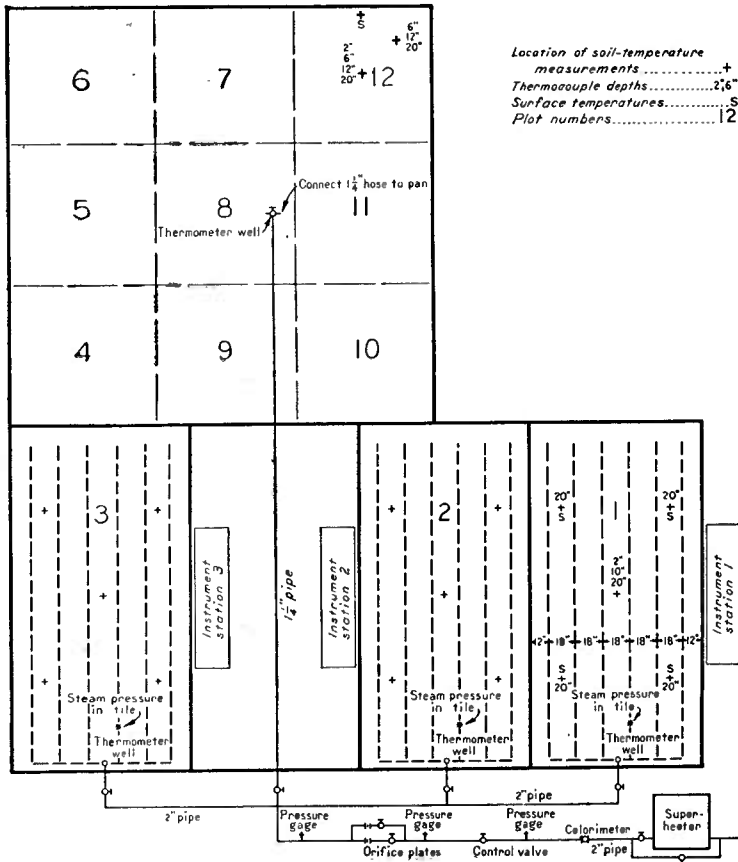 S
6"
12"
20"
2"
6"
12"
20"
6
7
12
Location of soil-temperature
measurements ..........+
Thermocouple depths..........2",6"
Surface temperatures.........S
Plot numbers..............12
5
8
11
Connect 1¼" hose to pan
Thermometer well
4
9
10
3
Instrument
station 3
1¼" pipe
Instrument
station 2
2
20"
S
1
20"
S
2"
10"
20"
Instrument
station 1
12"
18"
18"
18"
18"
18"
12"
S
20"
S
20"
Steam pressure
in tile
Thermometer
well
Steam pressure
in tile
Thermometer
well
Steam pressure
in tile
Thermometer
well
2" pipe
2" pipe
Pressure
gage
Pressure
gage
Pressure
gage
Orifice plates
Control valve
Calorimeter
2" pipe
Super-
heater